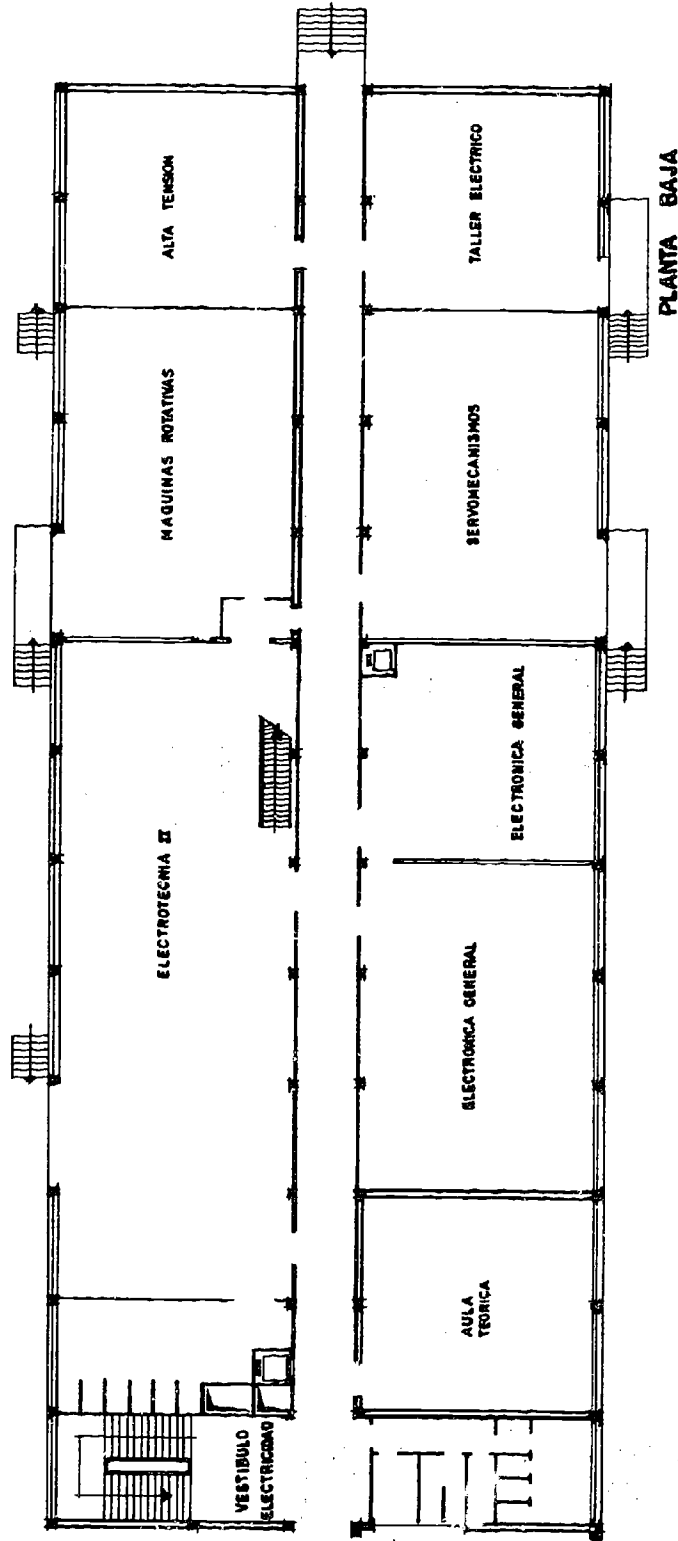 ALTA TENSION
MAQUINAS ROTATIVAS
ELECTROTECNIA II
VESTIBULO
ELECTRICIDAD
TALLER ELECTRICO
SERVOMECANISMOS
ELECTRONICA GENERAL
ELECTRONICA GENERAL
AULA
TEORICA
PLANTA BAJA